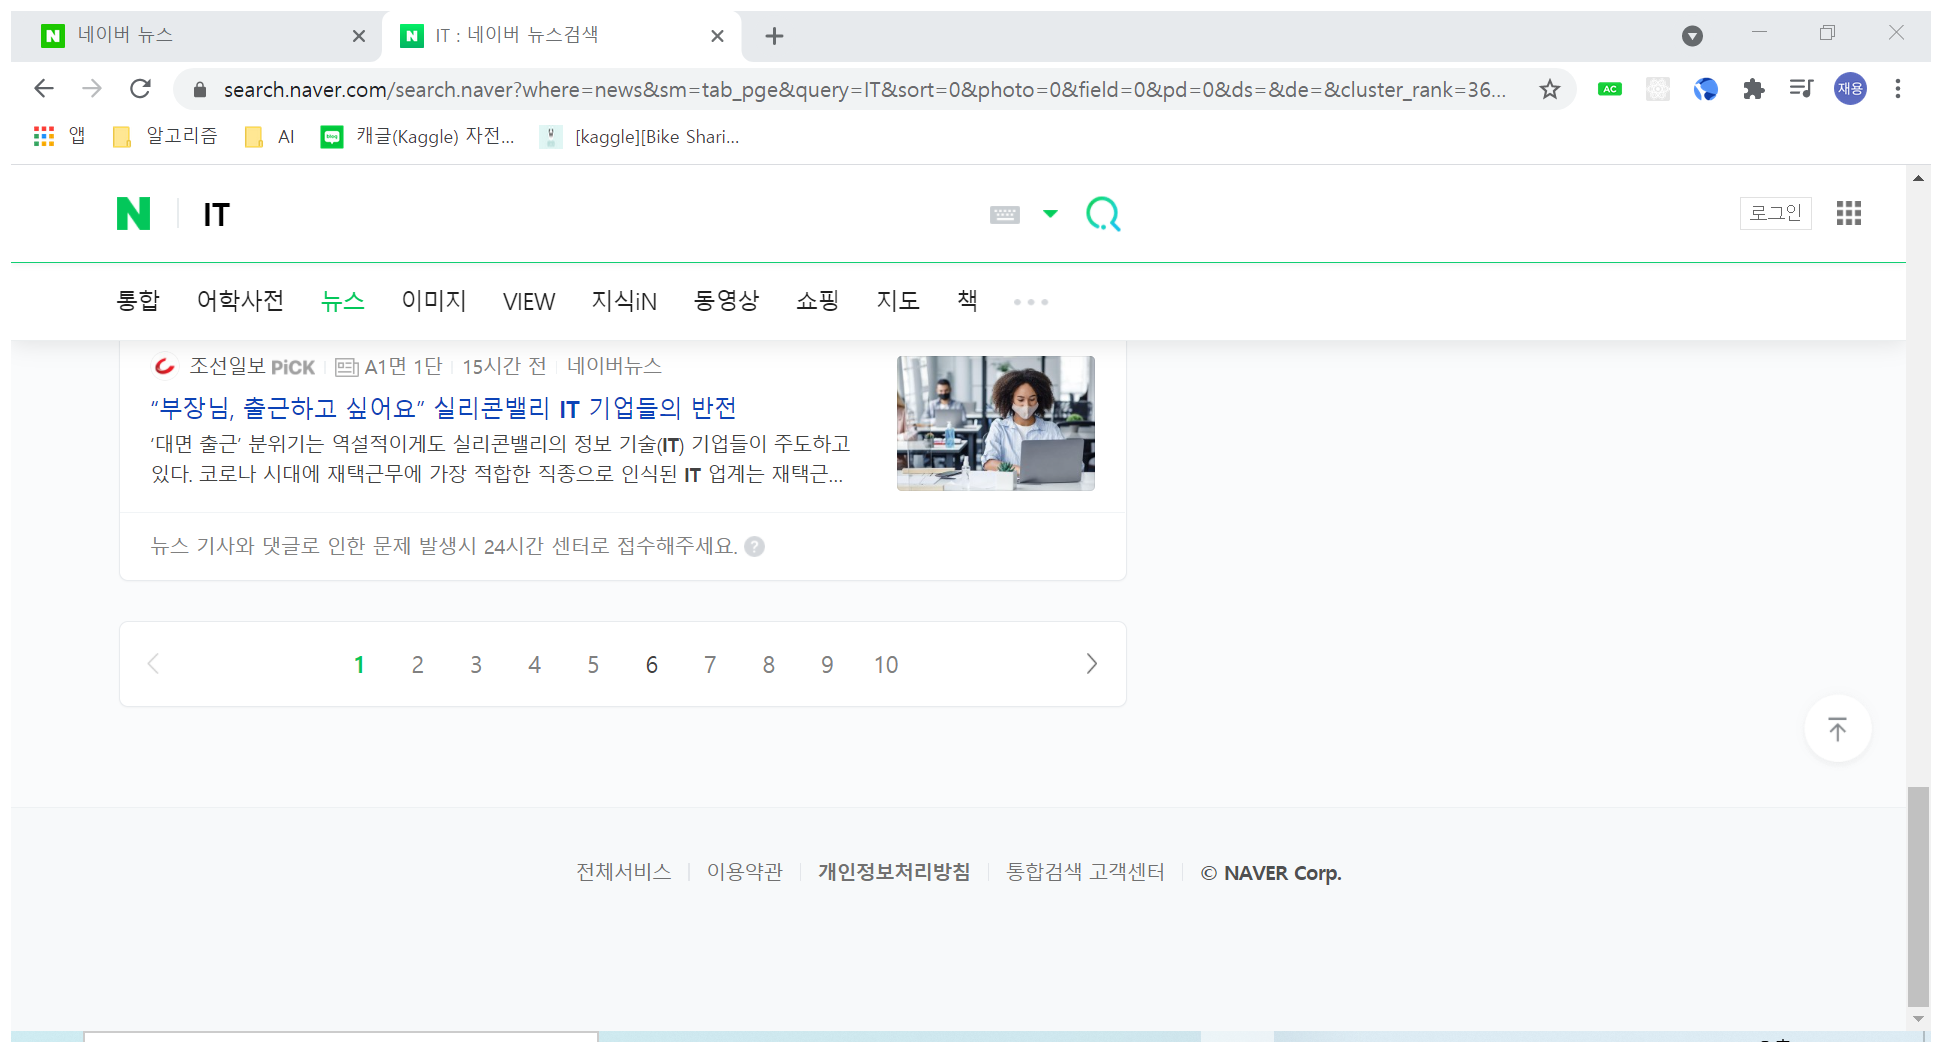 네이버 뉴스
IT : 네이버 뉴스검색
search.naver.com/search.naver?where=news&sm=tab_pge&query=IT&sort=0&photo=0&field=0&pd=0&ds=&de=&cluster_rank=36...
AC
재용
앱
알고리즘
AI
캐글(Kaggle) 자전...
[kaggle][Bike Shari...
N IT
로그인
통합 어학사전 뉴스 이미지 VIEW 지식iN 동영상 쇼핑 지도 책
조선일보 PiCK A1면 1단 15시간 전 네이버뉴스
“부장님, 출근하고 싶어요” 실리콘밸리 IT 기업들의 반전
‘대면 출근’ 분위기는 역설적이게도 실리콘밸리의 정보 기술(IT) 기업들이 주도하고
있다. 코로나 시대에 재택근무에 가장 적합한 직종으로 인식된 IT 업계는 재택근...
뉴스 기사와 댓글로 인한 문제 발생시 24시간 센터로 접수해주세요. ?
1 2 3 4 5 6 7 8 9 10
전체서비스 이용약관 개인정보처리방침 통합검색 고객센터 © NAVER Corp.